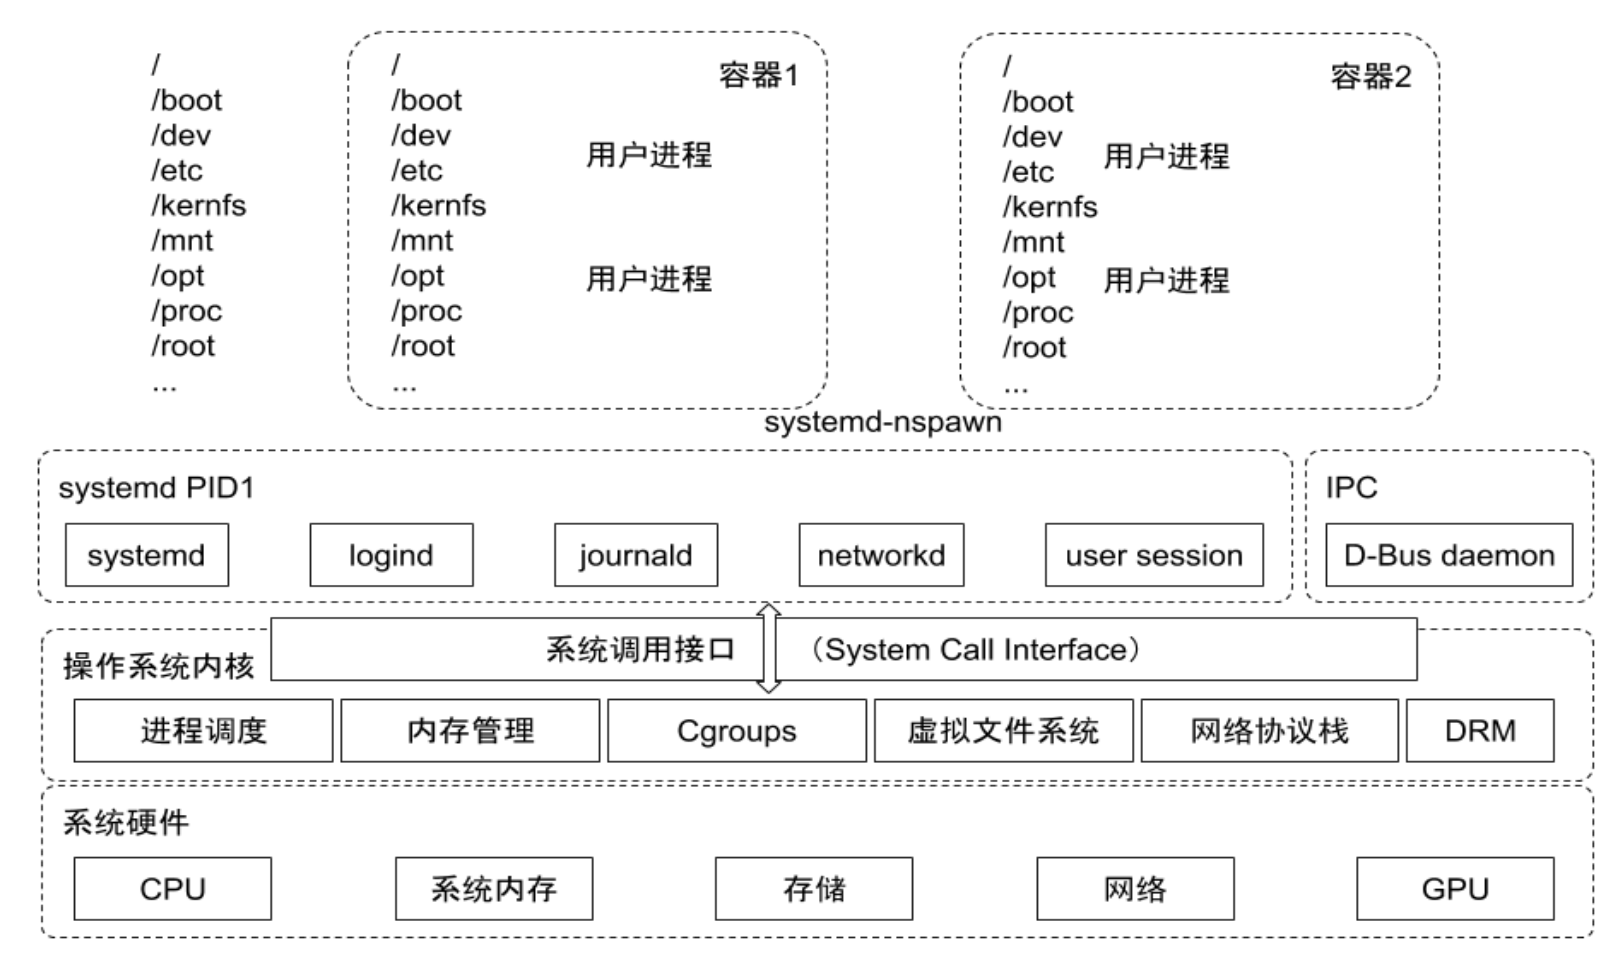 /
/boot
/dev
/etc
/kernfs
/mnt
/opt
/proc
/root
...
容器1
/
/boot
/dev
/etc
/kernfs
/mnt
/opt
/proc
/root
...
用户进程
用户进程
容器2
/
/boot
/dev
/etc
/kernfs
/mnt
/opt
/proc
/root
...
用户进程
用户进程
systemd-nspawn
systemd PID1
systemd
logind
journald
networkd
user session
IPC
D-Bus daemon
系统调用接口 （System Call Interface）
操作系统内核
进程调度
内存管理
Cgroups
虚拟文件系统
网络协议栈
DRM
系统硬件
CPU
系统内存
存储
网络
GPU